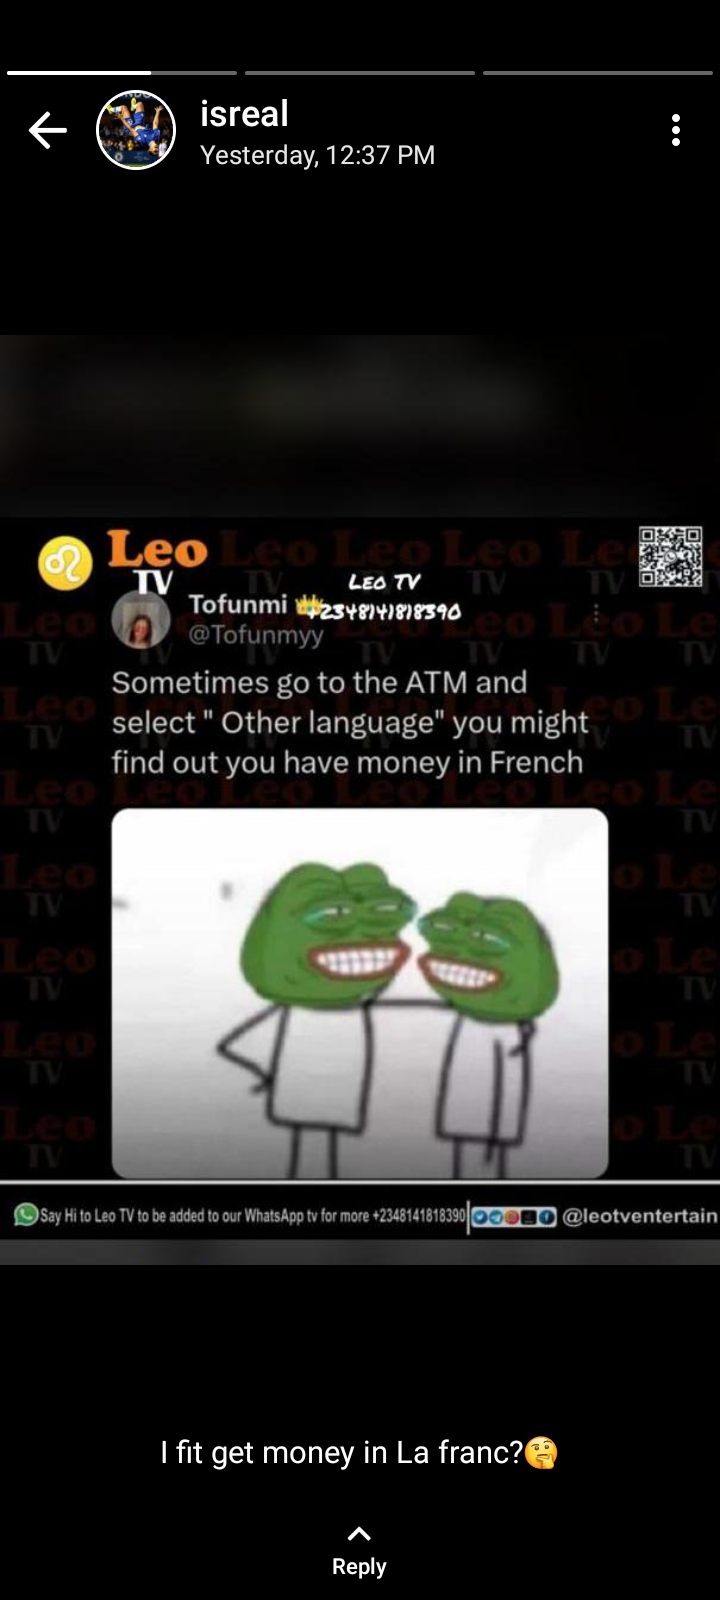 isreal
Yesterday, 12:37 PM
Leo
TV
LEO TV
Tofunmi 👑+2348141818390
@Tofunmyy
Sometimes go to the ATM and
select " Other language" you might
find out you have money in French
Say Hi to Leo TV to be added to our WhatsApp tv for more +2348141818390
@leotventertain
I fit get money in La franc?🤔
Reply